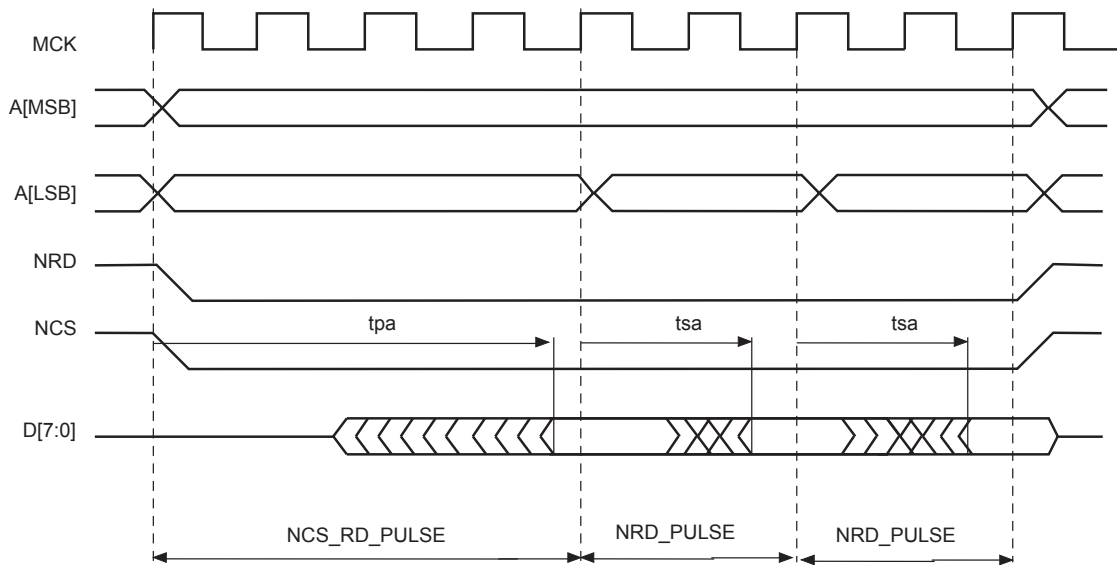 MCK
A[MSB]
A[LSB]
NRD
NCS
tpa
tsa
tsa
D[7:0]
NCS_RD_PULSE
NRD_PULSE
NRD_PULSE